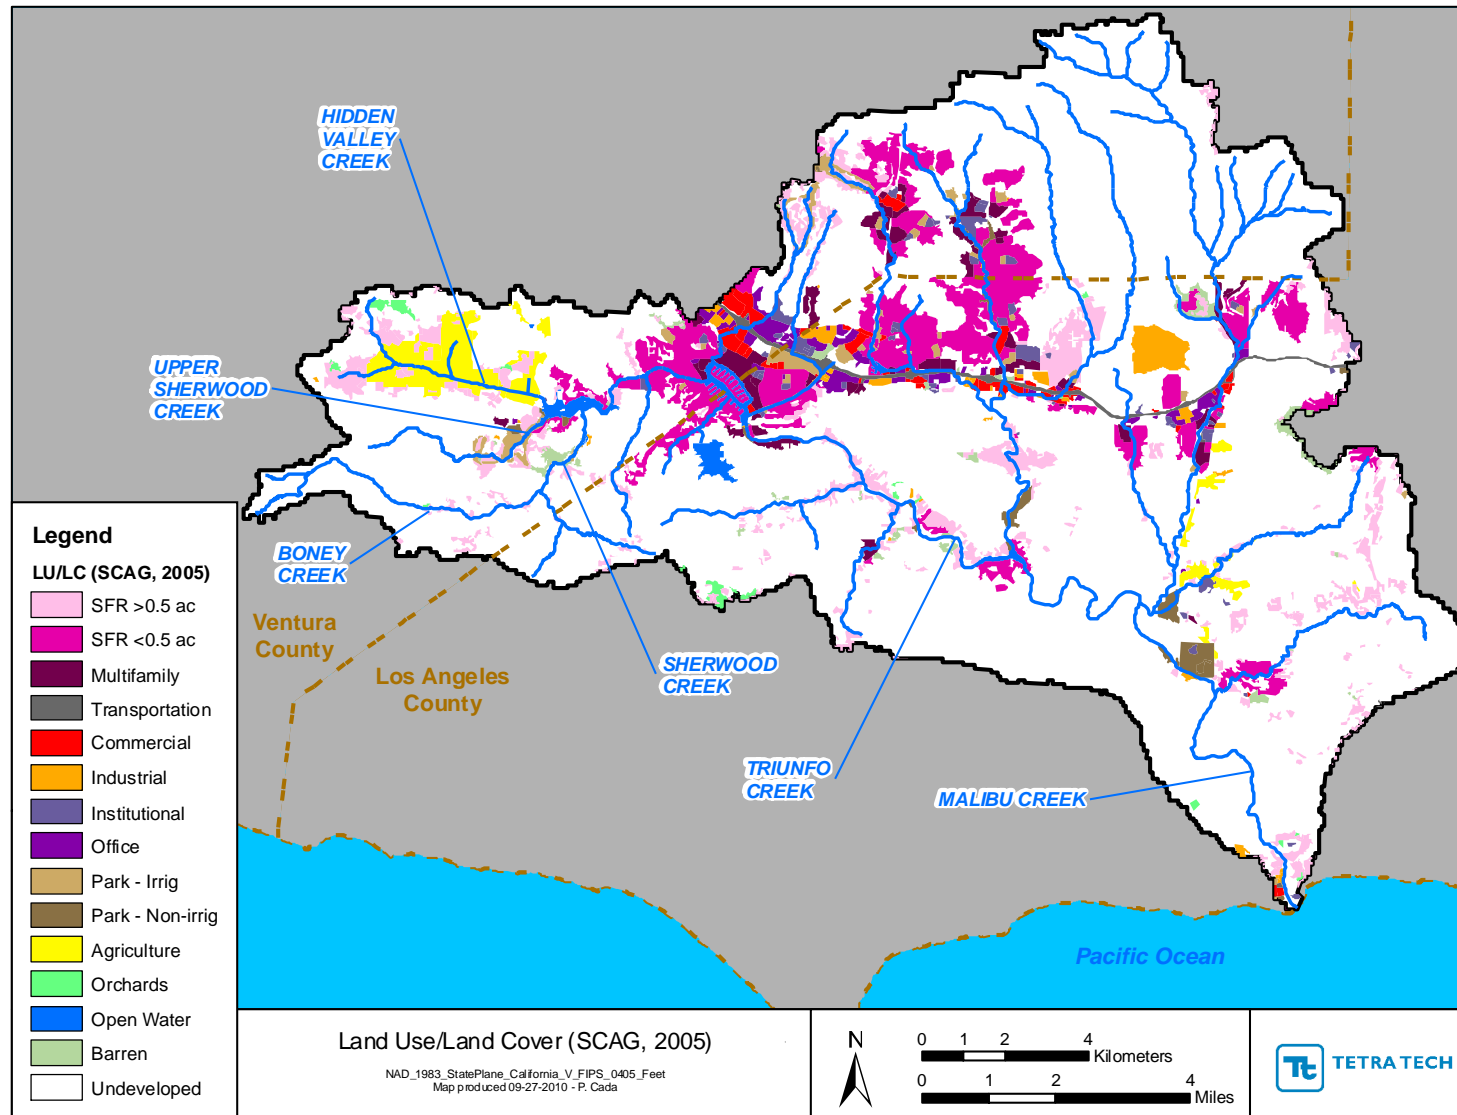 HIDDEN
VALLEY
CREEK
UPPER
SHERWOOD
CREEK
BONEY
CREEK
Ventura
County
Los Angeles
County
SHERWOOD
CREEK
TRIUNFO
CREEK
MALIBU CREEK
Pacific Ocean
Legend
LU/LC (SCAG, 2005)
SFR >0.5 ac
SFR <0.5 ac
Multifamily
Transportation
Commercial
Industrial
Institutional
Office
Park - Irrig
Park - Non-irrig
Agriculture
Orchards
Open Water
Barren
Undeveloped
Land Use/Land Cover (SCAG, 2005)
NAD_1983_StatePlane_California_V_FIPS_0405_Feet
Map produced 09-27-2010 - P. Cada
N
0 1 2 4
Kilometers
0 1 2 4
Miles
Tt TETRA TECH